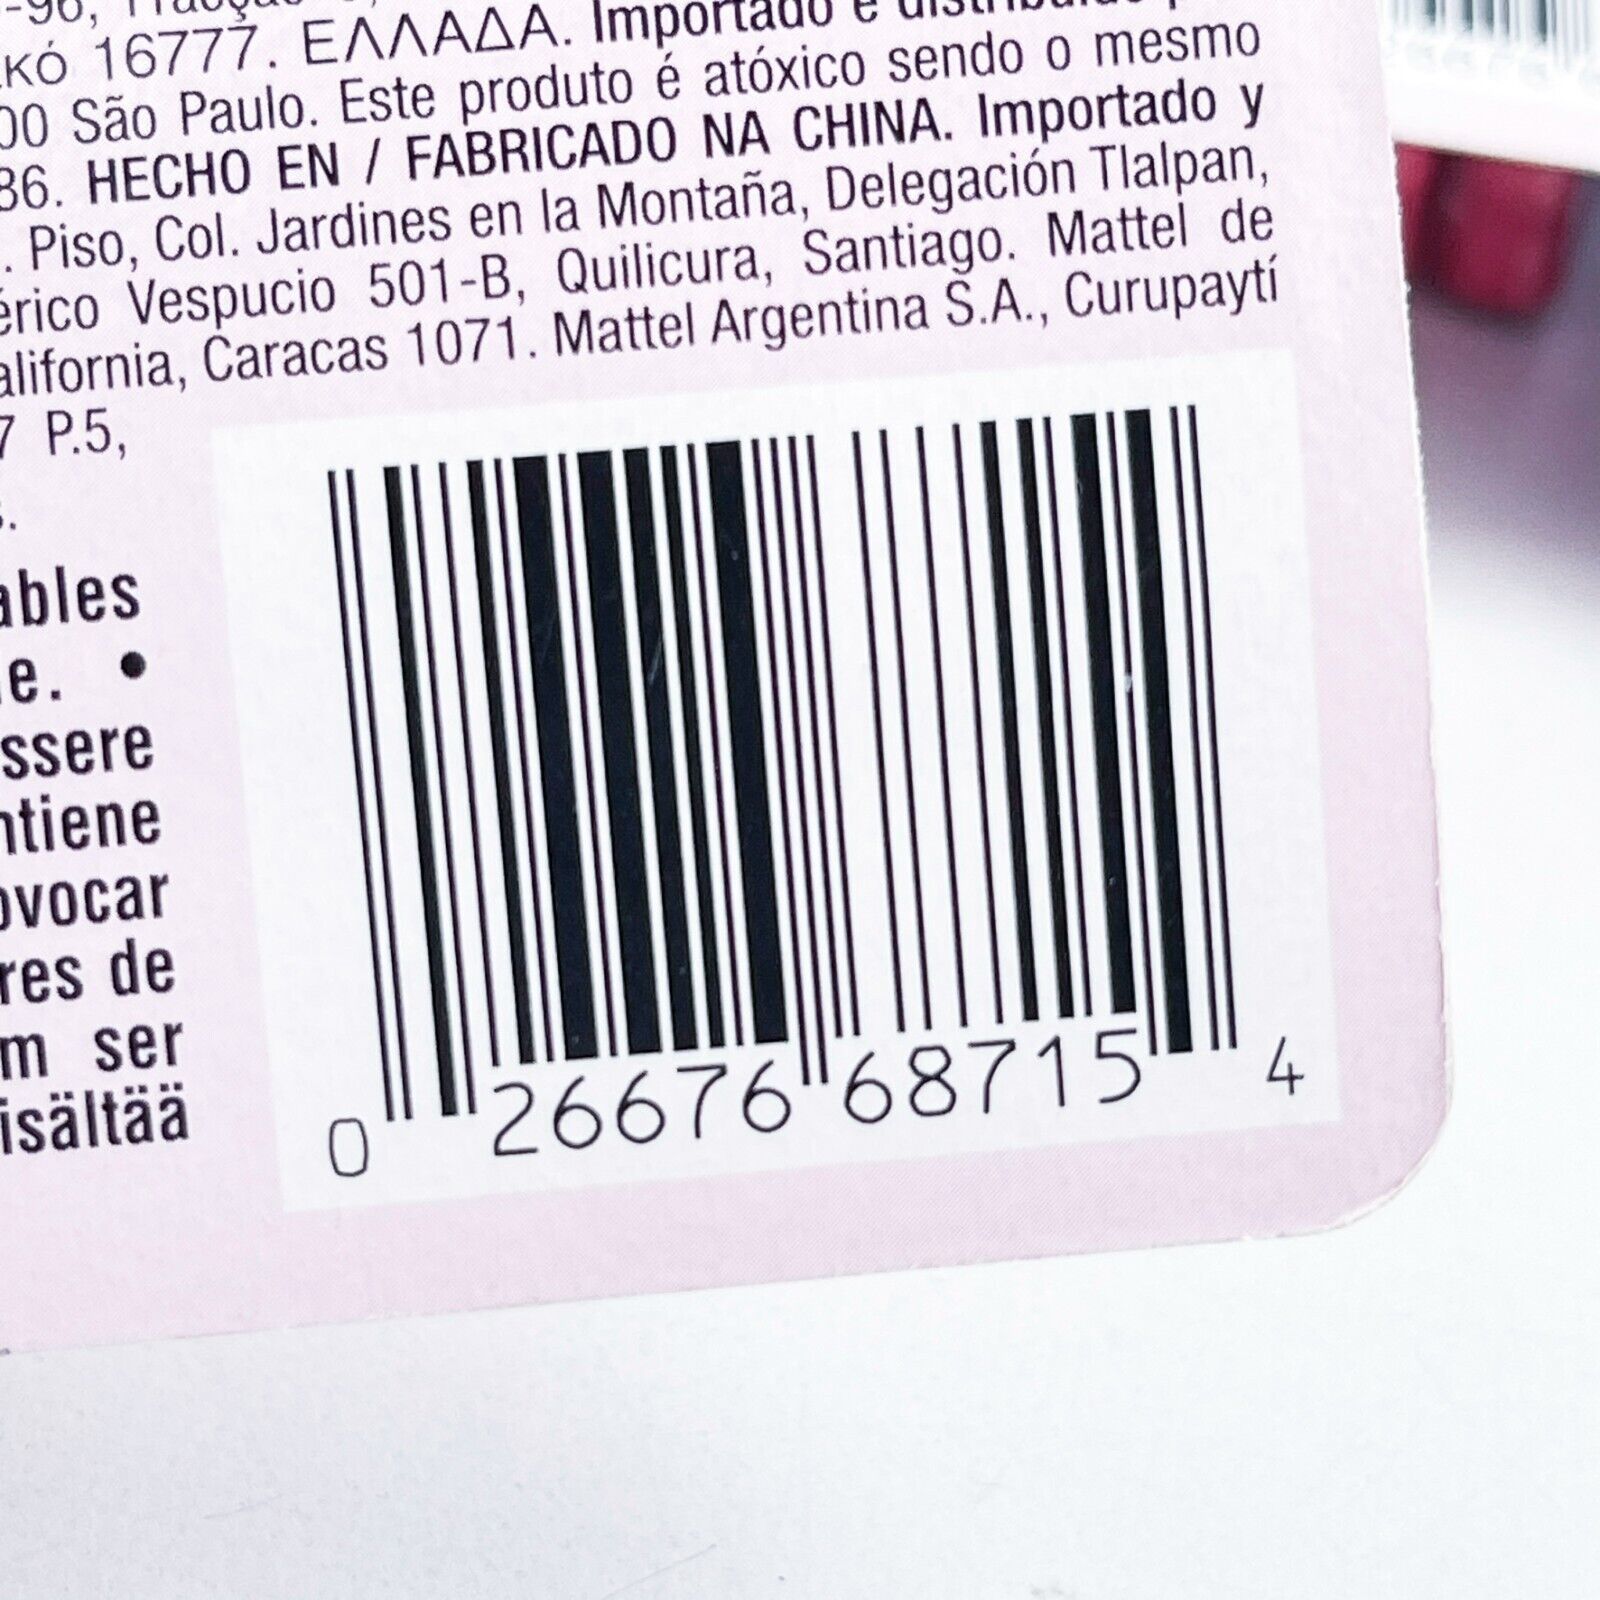 16777. ΕΛΛΑΔΑ. Importado e
00 São Paulo. Este produto é atóxico sendo o mesmo
86. HECHO EN / FABRICADO NA CHINA. Importado y
. Piso, Col. Jardines en la Montaña, Delegación Tlalpan,
érico Vespucio 501-B, Quilicura, Santiago. Mattel de
alifornia, Caracas 1071. Mattel Argentina S.A., Curupaytí
7 P.5,
s.
ables
e. •
ssere
ntiene
ovocar
res de
m ser
isältää
0 26676 68715 4